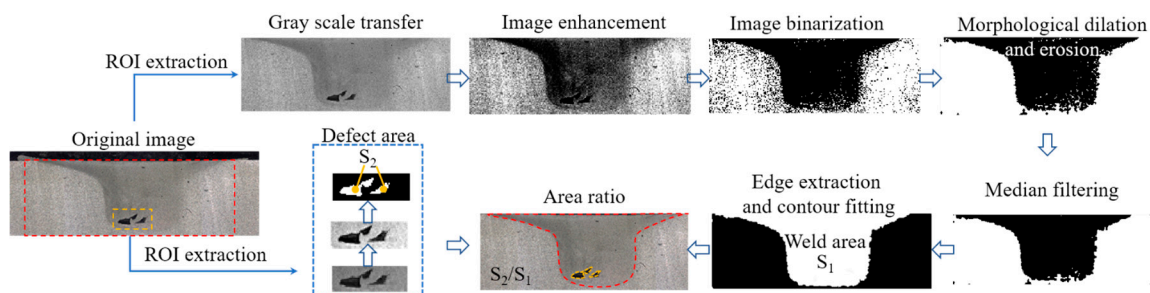 Gray scale transfer
Image enhancement
Image binarization
Morphological dilation
and erosion
ROI extraction
Original image
Defect area
S₂
Area ratio
Edge extraction
and contour fitting
Median filtering
Weld area
S₁
S₂/S₁
ROI extraction